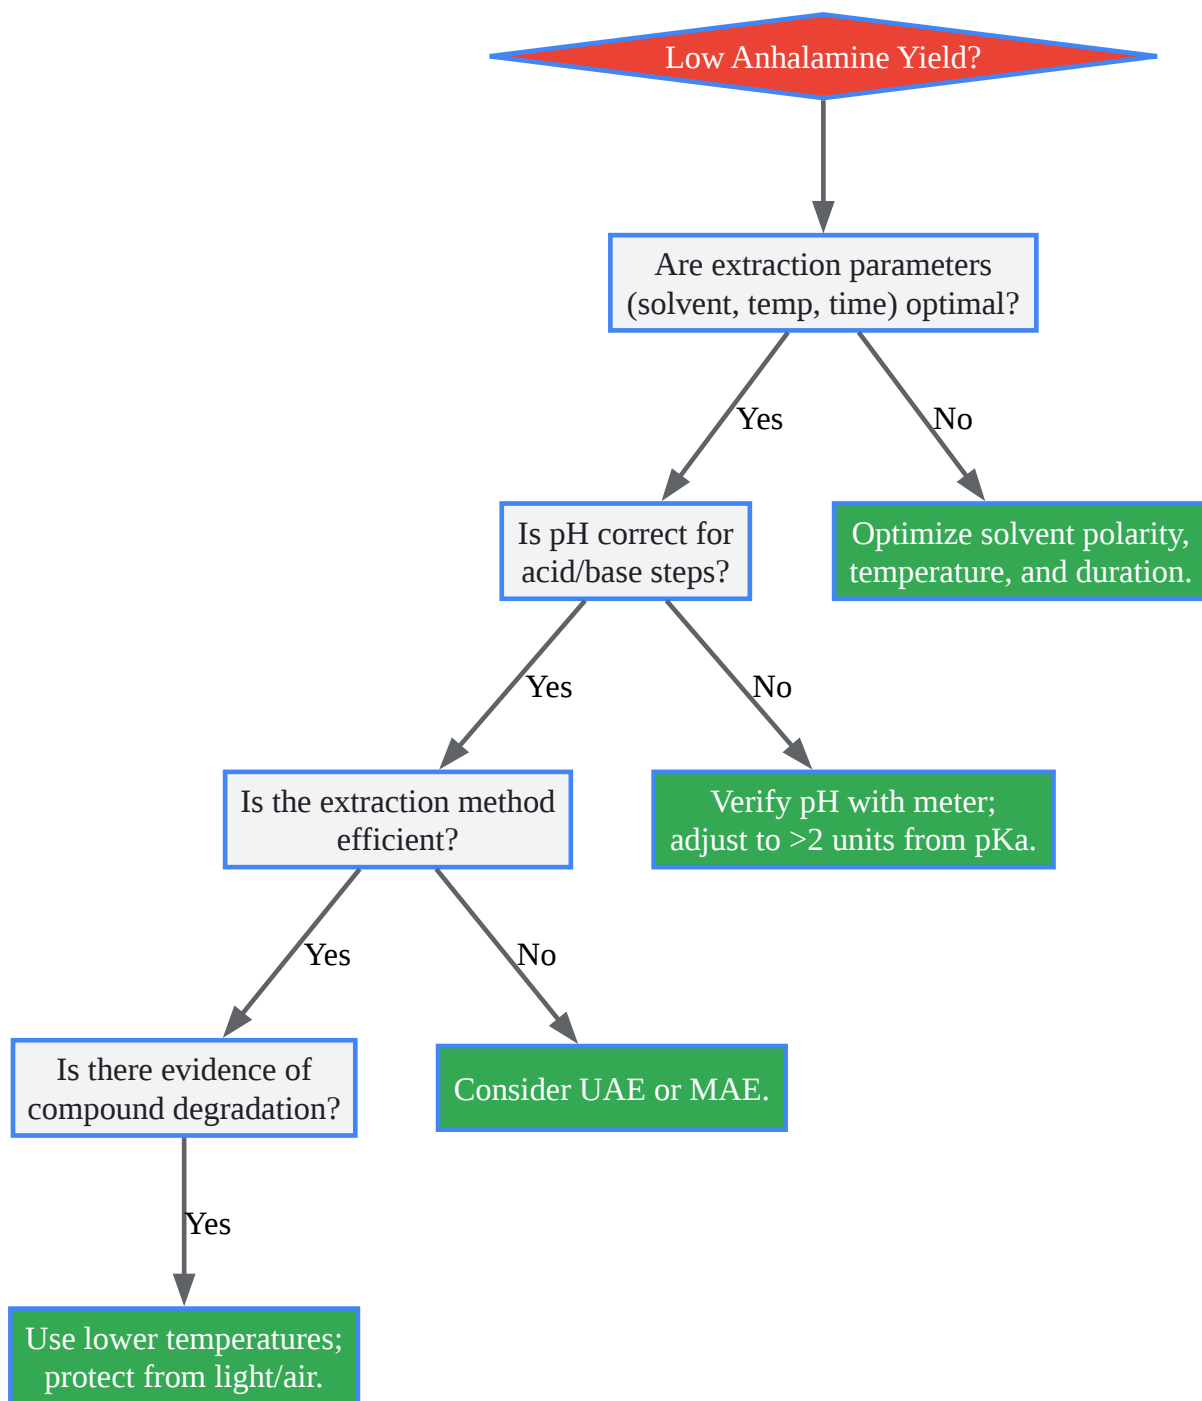 Low Anhalamine Yield?
Are extraction parameters
(solvent, temp, time) optimal?
Yes
No
Is pH correct for
acid/base steps?
Optimize solvent polarity,
temperature, and duration.
Yes
No
Is the extraction method
efficient?
Verify pH with meter;
adjust to >2 units from pKa.
Yes
No
Is there evidence of
compound degradation?
Consider UAE or MAE.
Yes
Use lower temperatures;
protect from light/air.